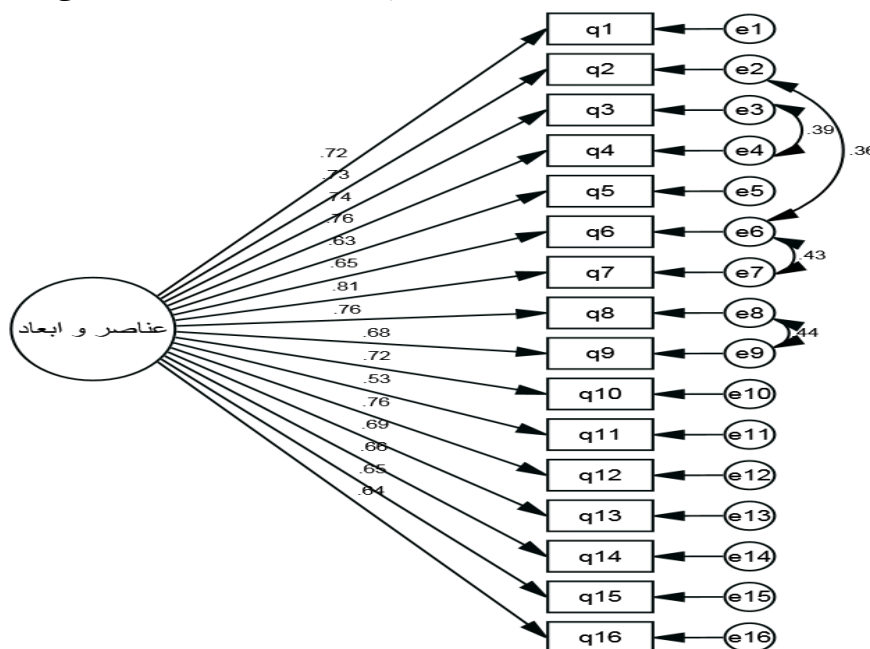 q1 e1
q2 e2
q3 e3
.39
q4 e4
.36
.72
.73
q5 e5
.74
.76
q6 e6
.63
.43
.65
q7 e7
.81
.76
q8 e8
عناصر و ابعاد
.44
.68
q9 e9
.72
.53
q10 e10
.76
.69
q11 e11
.65
q12 e12
.64
q13 e13
q14 e14
q15 e15
q16 e16